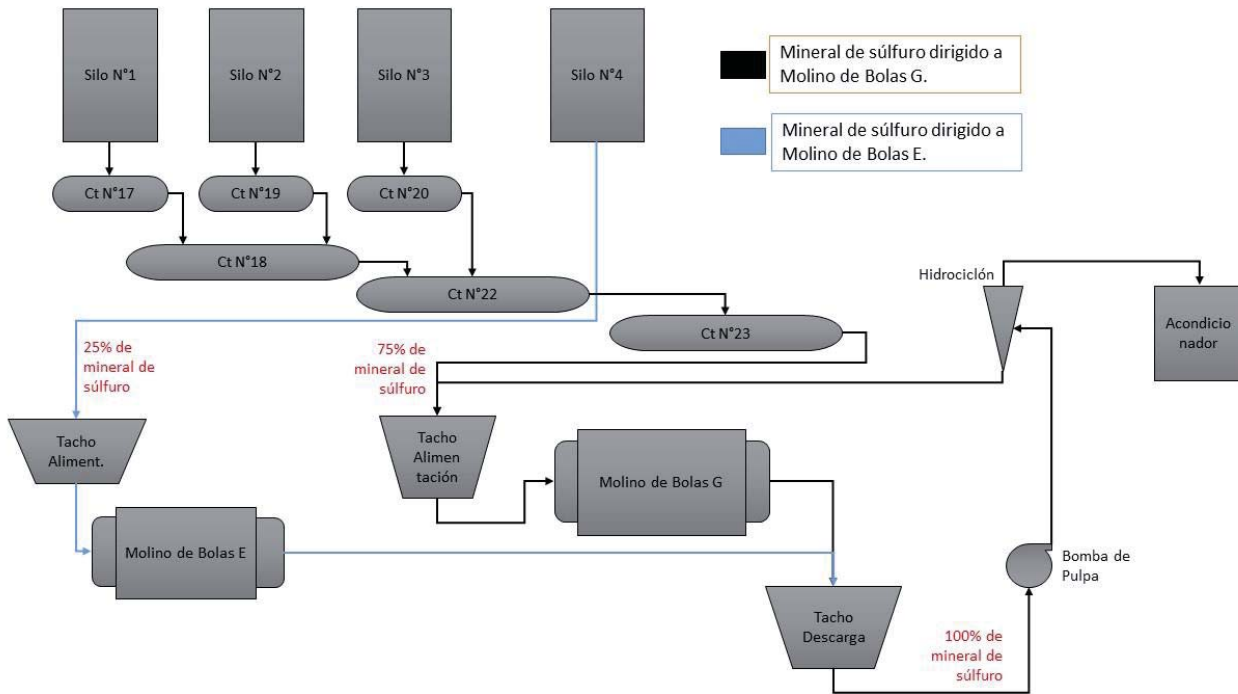 Silo N°1
Silo N°2
Silo N°3
Silo N°4
Mineral de súlfuro dirigido a
Molino de Bolas G.
Mineral de súlfuro dirigido a
Molino de Bolas E.
Ct N°17
Ct N°19
Ct N°20
Ct N°18
Ct N°22
Ct N°23
Hidrociclón
Acondicio
nador
25% de
mineral de
súlfuro
75% de
mineral de
súlfuro
Tacho
Aliment.
Tacho
Alimen
tación
Molino de Bolas G
Molino de Bolas E
Bomba de
Pulpa
Tacho
Descarga
100% de
mineral de
súlfuro